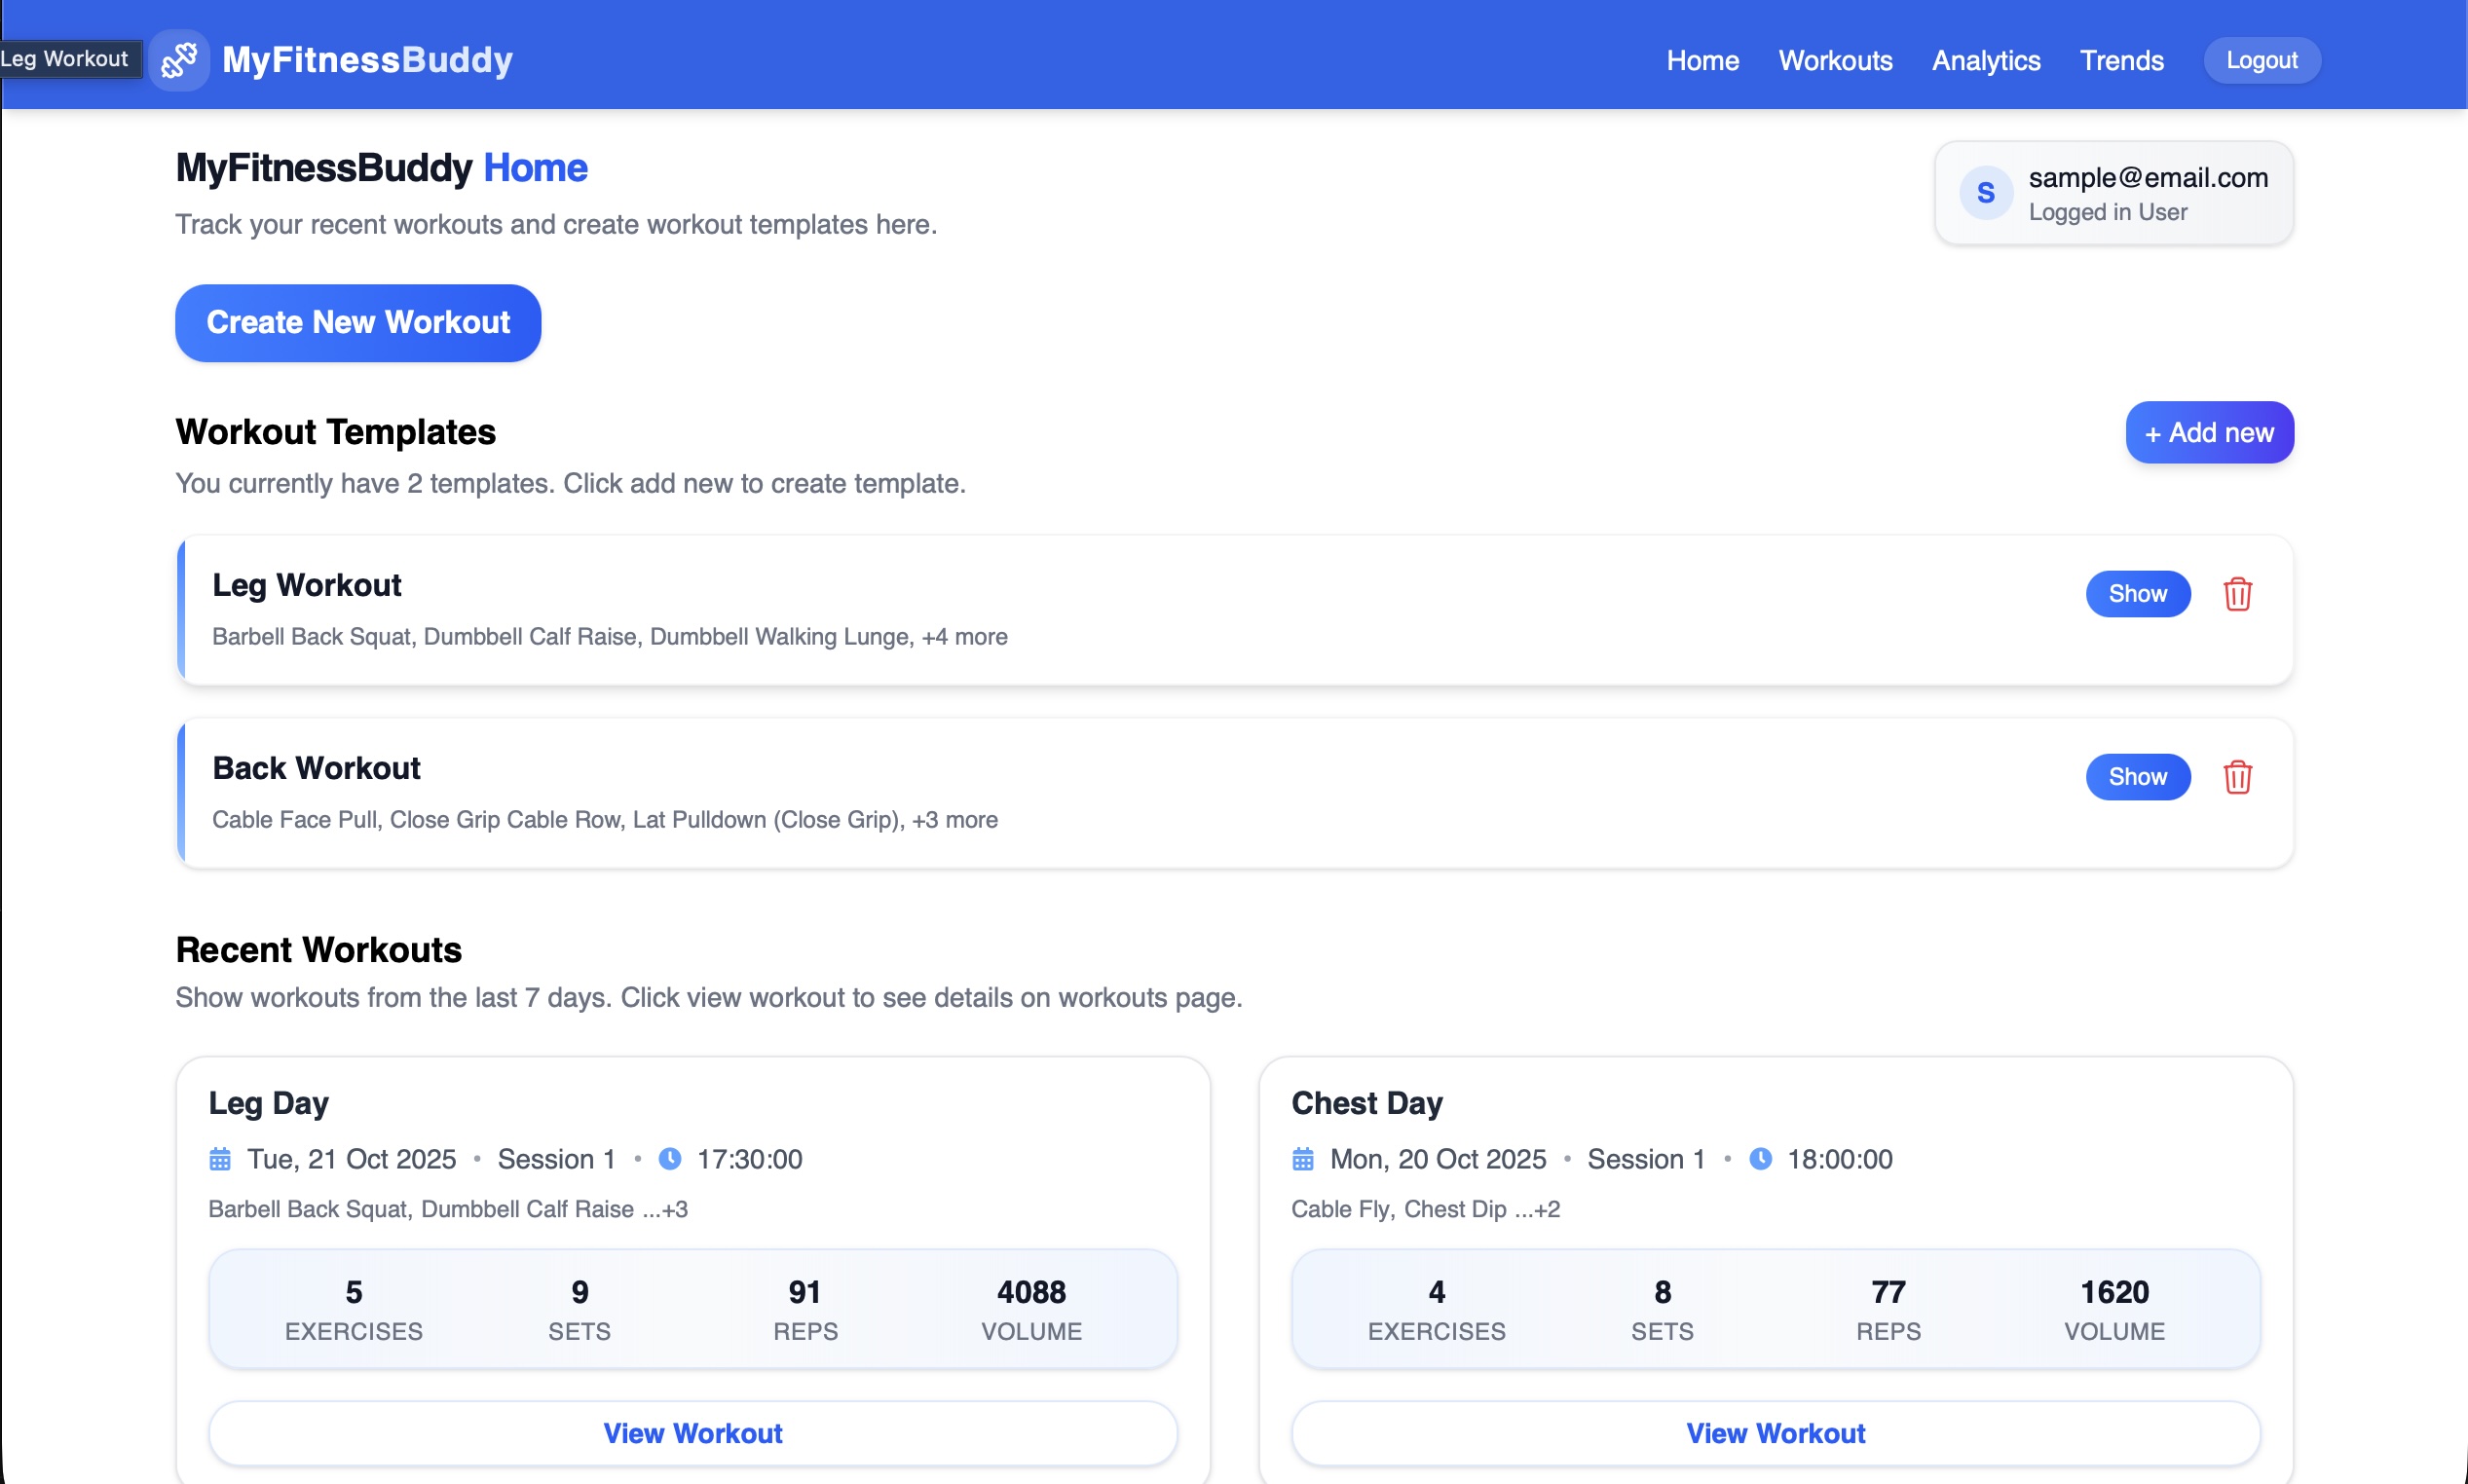 Leg Workout
MyFitnessBuddy
Home Workouts Analytics Trends Logout
MyFitnessBuddy Home
Track your recent workouts and create workout templates here.
S
sample@email.com
Logged in User
Create New Workout
Workout Templates
+ Add new
You currently have 2 templates. Click add new to create template.
Leg Workout
Show
Barbell Back Squat, Dumbbell Calf Raise, Dumbbell Walking Lunge, +4 more
Back Workout
Show
Cable Face Pull, Close Grip Cable Row, Lat Pulldown (Close Grip), +3 more
Recent Workouts
Show workouts from the last 7 days. Click view workout to see details on workouts page.
Leg Day
Tue, 21 Oct 2025 • Session 1 • 17:30:00
Barbell Back Squat, Dumbbell Calf Raise ...+3
5 9 91 4088
EXERCISES SETS REPS VOLUME
View Workout
Chest Day
Mon, 20 Oct 2025 • Session 1 • 18:00:00
Cable Fly, Chest Dip ...+2
4 8 77 1620
EXERCISES SETS REPS VOLUME
View Workout